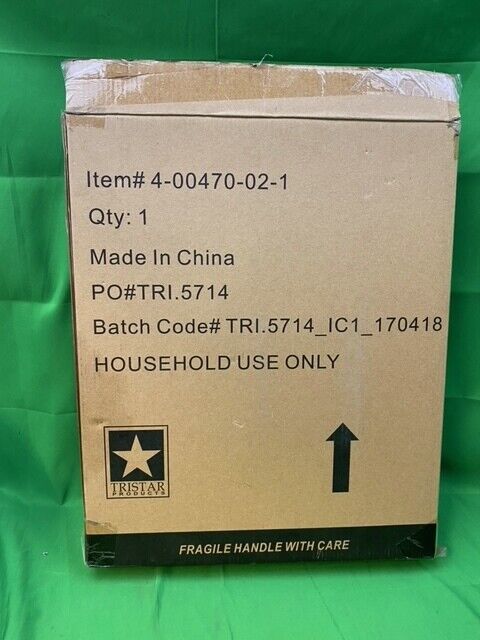 Item# 4-00470-02-1
Qty: 1
Made In China
PO#TRI.5714
Batch Code# TRI.5714_IC1_170418
HOUSEHOLD USE ONLY
TRISTAR
PRODUCTS
FRAGILE HANDLE WITH CARE